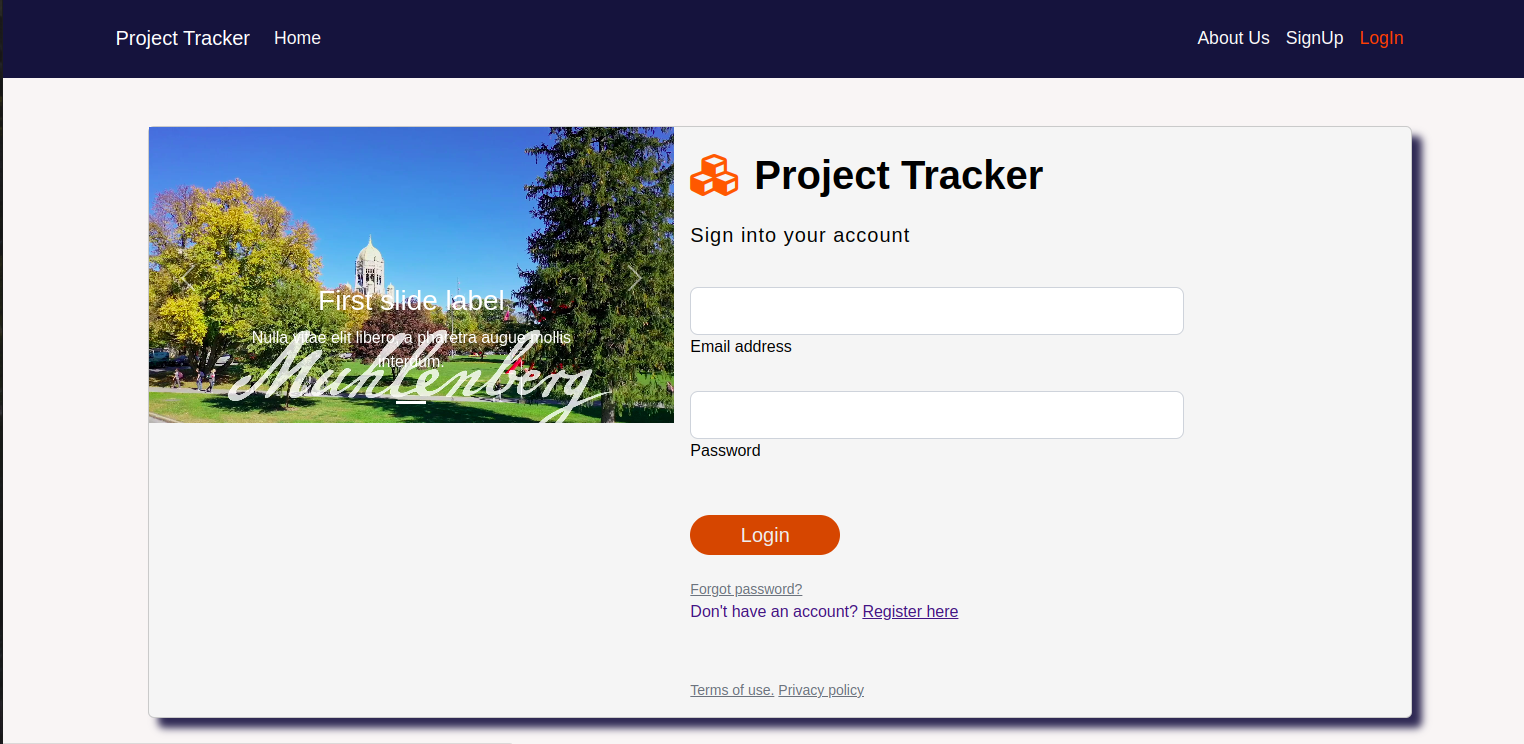 Project Tracker Home About Us SignUp LogIn
Project Tracker
Sign into your account
First slide label
Nulla vitae elit libero, a pharetra augue mollis
interdum.
Muhlenberg
Email address
Password
Login
Forgot password?
Don't have an account? Register here
Terms of use. Privacy policy